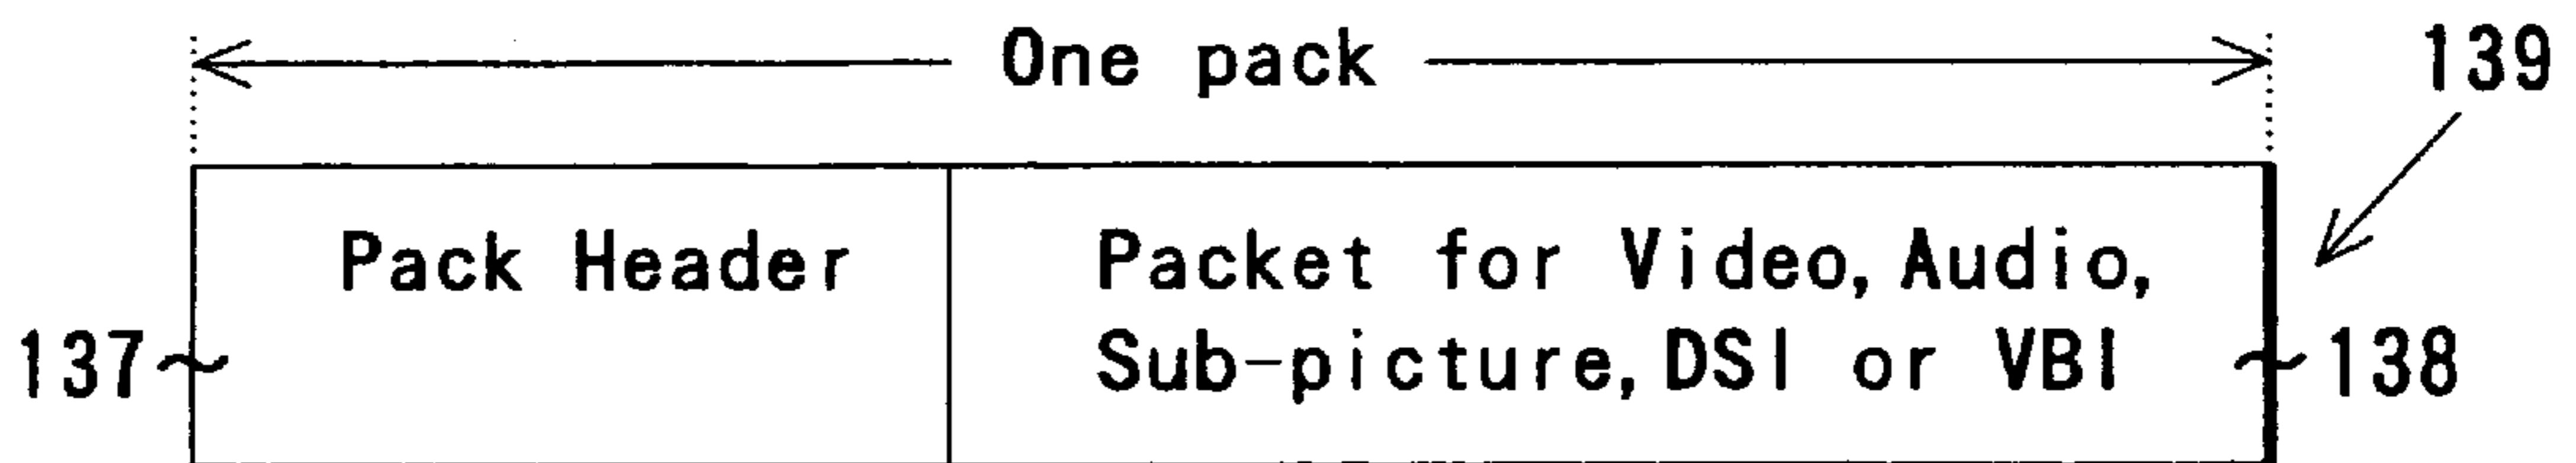 One pack
139
Pack Header
Packet for Video, Audio,
Sub-picture, DSI or VBI
137
138